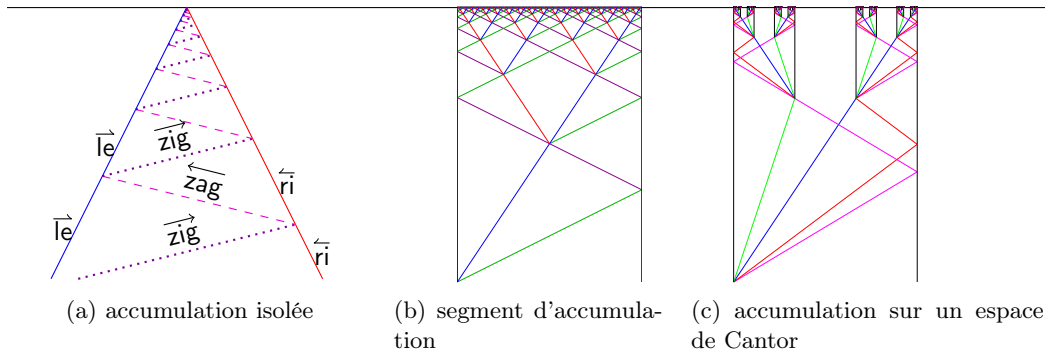 le
zig
zag
ri
le
zig
ri
(a) accumulation isolée
(b) segment d'accumula-
tion
(c) accumulation sur un espace
de Cantor